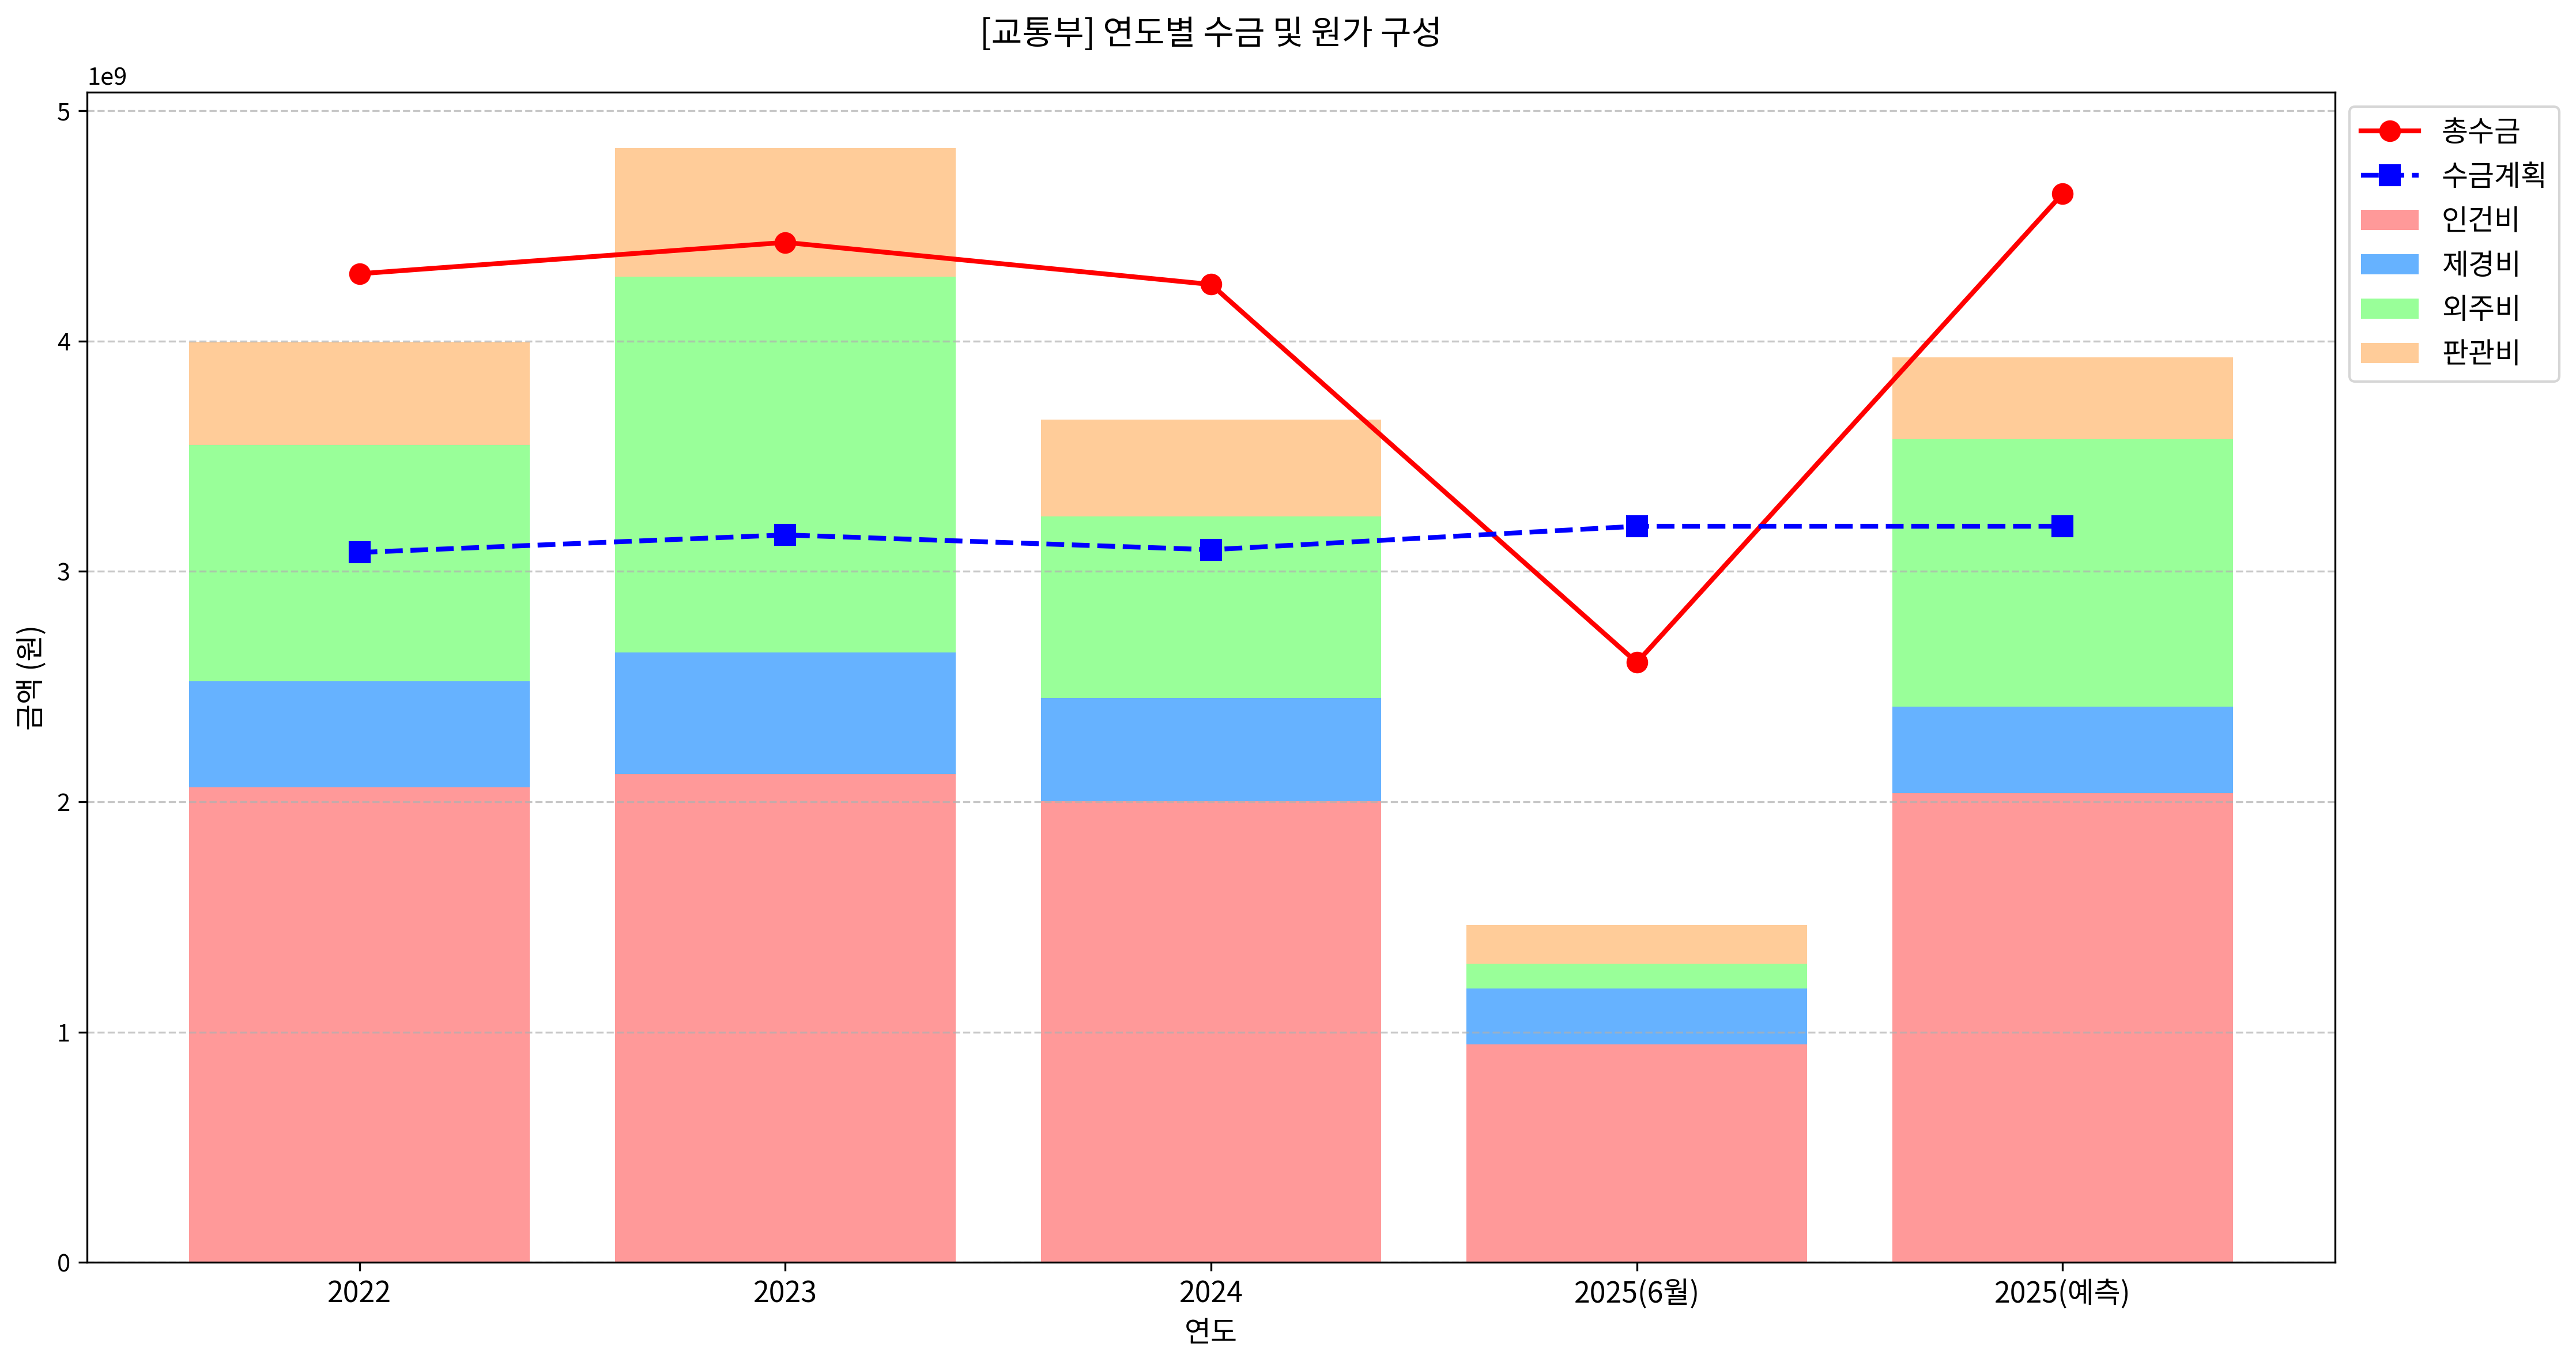 [교통부] 연도별 수금 및 원가 구성
1e9
5
4
3
2
1
0
금액 (원)
2022
2023
2024
2025(6월)
2025(예측)
연도
총수금
수금계획
인건비
제경비
외주비
판관비